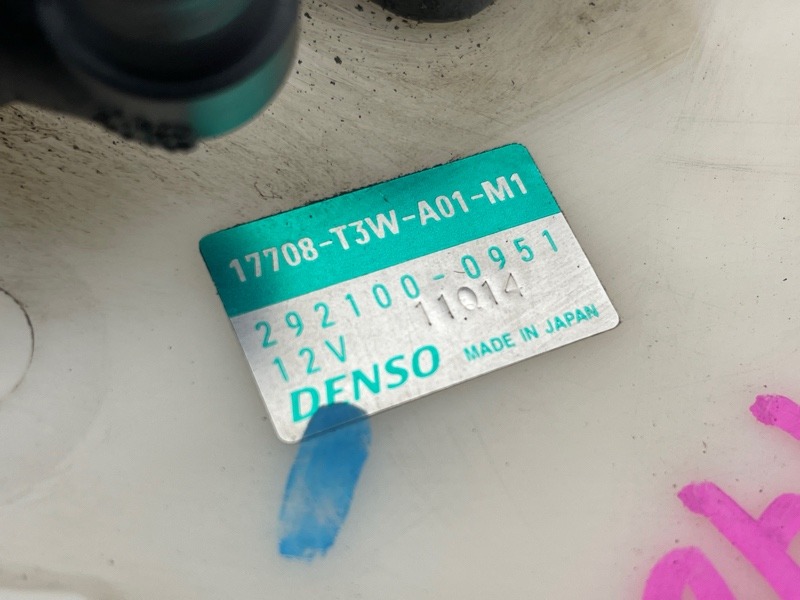 17708-T3W-A01-M1
292100-0951
11Q14
12V
DENSO
MADE IN JAPAN